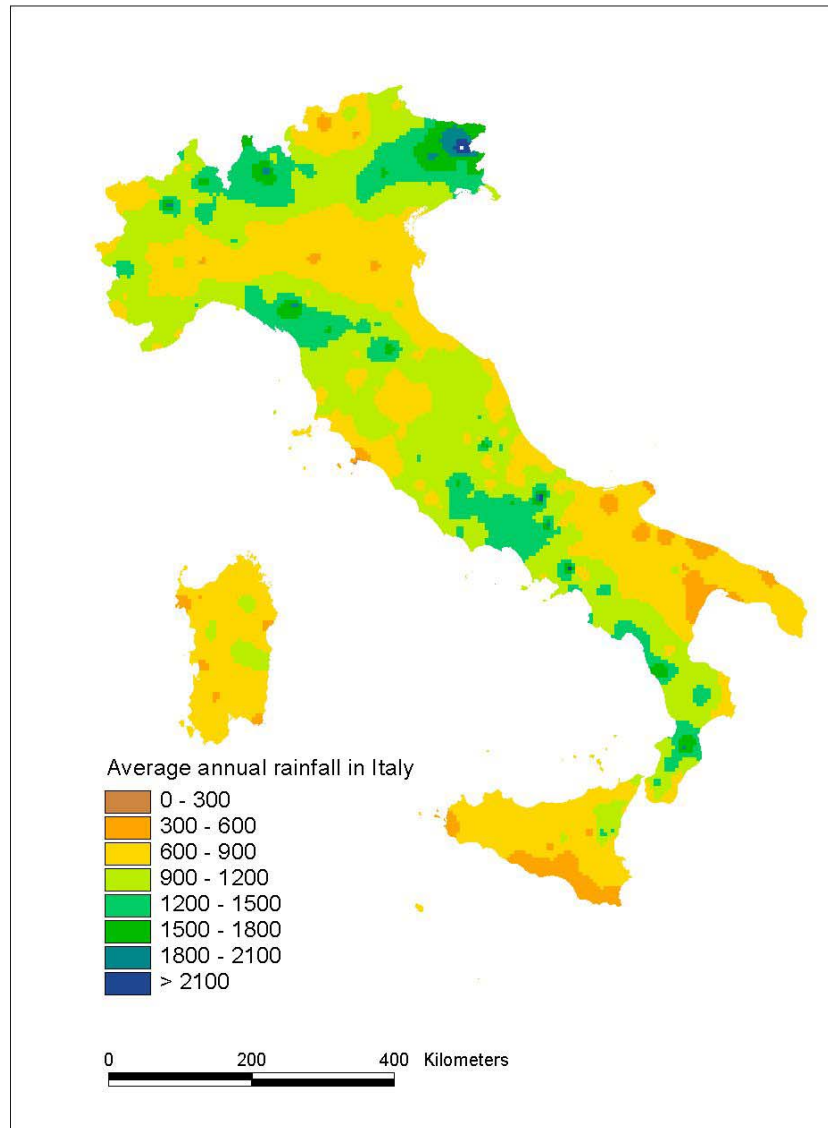 Average annual rainfall in Italy
0 - 300
300 - 600
600 - 900
900 - 1200
1200 - 1500
1500 - 1800
1800 - 2100
> 2100
0 200 400 Kilometers